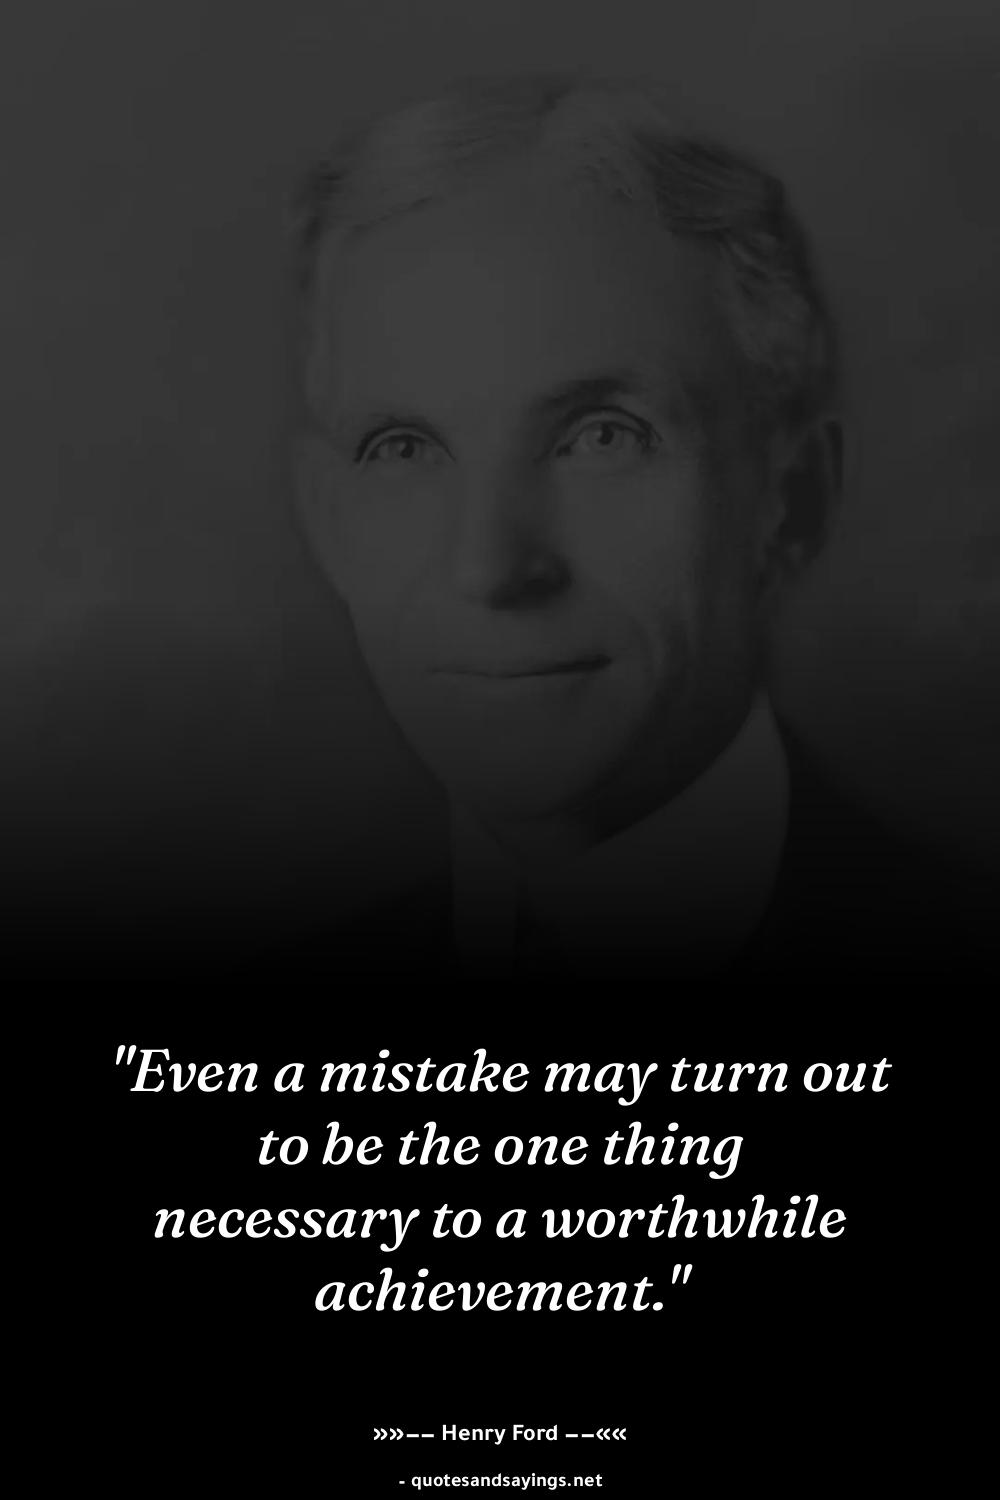 "Even a mistake may turn out
to be the one thing
necessary to a worthwhile
achievement."
»»–– Henry Ford ––««
- quotesandsayings.net